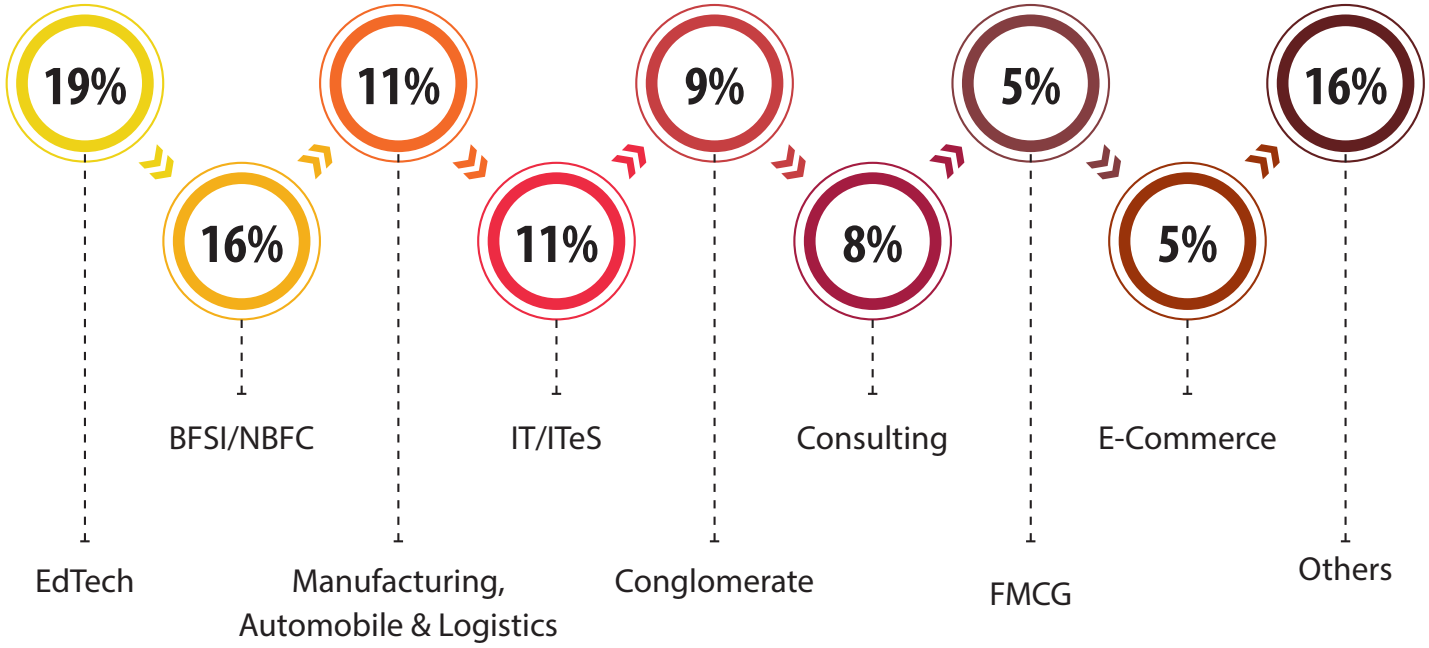 19%
11%
9%
5%
16%
16%
11%
8%
5%
BFSI/NBFC
IT/ITeS
Consulting
E-Commerce
EdTech
Manufacturing,
Automobile & Logistics
Conglomerate
FMCG
Others